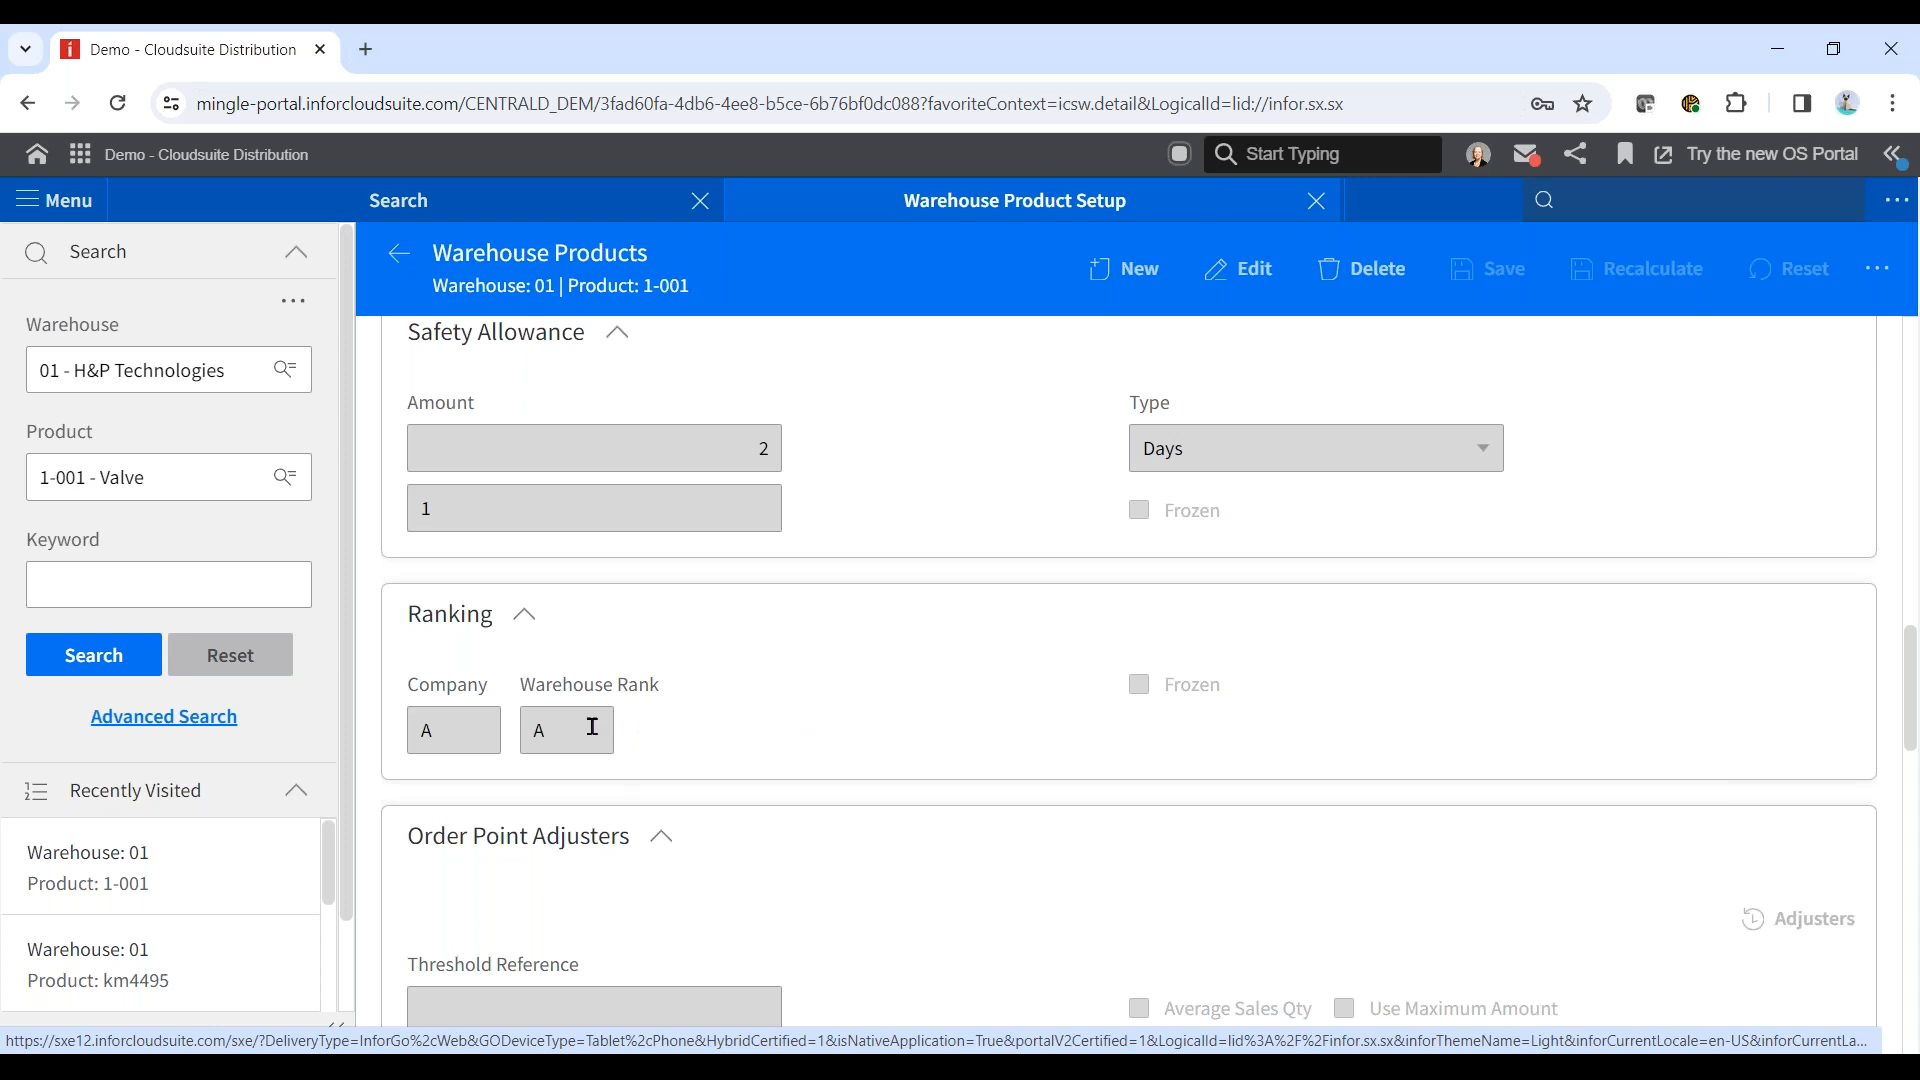 Demo - Cloudsuite Distribution
mingle-portal.inforcloudsuite.com/CENTRALD_DEM/3fad60fa-4db6-4ee8-b5ce-6b76bf0dc088?favoriteContext=icsw.detail&LogicalId=lid://infor.sx.sx
Demo - Cloudsuite Distribution
Start Typing
Try the new OS Portal
Menu
Search
Warehouse Product Setup
Search
Warehouse
01 - H&P Technologies
Product
1-001 - Valve
Keyword
Search
Reset
Advanced Search
Recently Visited
Warehouse: 01
Product: 1-001
Warehouse: 01
Product: km4495
Warehouse Products
Warehouse: 01 | Product: 1-001
New
Edit
Delete
Save
Recalculate
Reset
Safety Allowance
Amount
Type
2
Days
1
Frozen
Ranking
Company
Warehouse Rank
Frozen
A
A
Order Point Adjusters
Adjusters
Threshold Reference
Average Sales Qty
Use Maximum Amount
https://sxe12.inforcloudsuite.com/sxe/?DeliveryType=InforGo%2cWeb&GODeviceType=Tablet%2cPhone&HybridCertified=1&isNativeApplication=True&portalV2Certified=1&LogicalId=lid%3A%2F%2Finfor.sx.sx&inforThemeName=Light&inforCurrentLocale=en-US&inforCurrentLa...